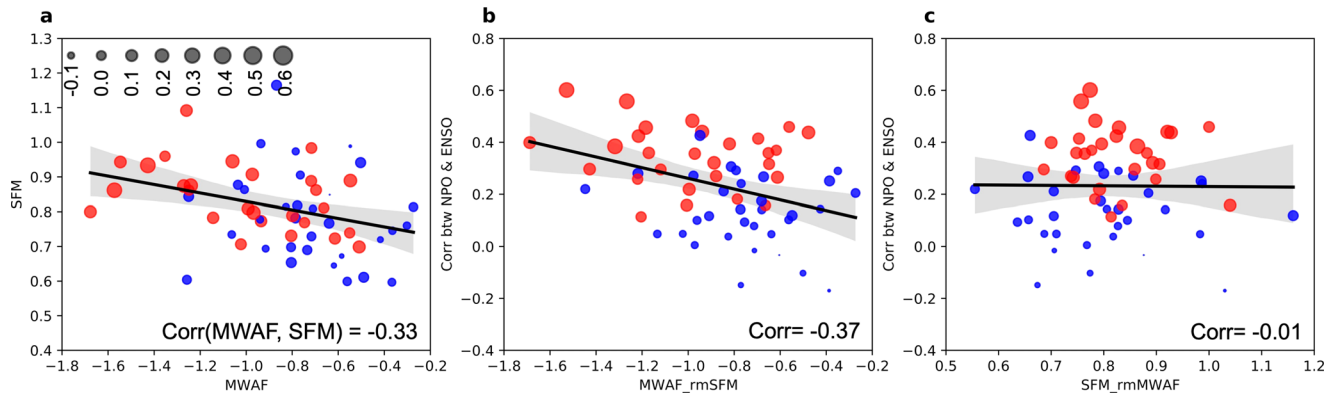 a
1.3
1.2
1.1
1.0
0.9
0.8
0.7
0.6
0.5
0.4
SFM
-0.1
0.0
0.1
0.2
0.3
0.4
0.5
0.6
Corr(MWAF, SFM) = -0.33
−1.8 −1.6 −1.4 −1.2 −1.0 −0.8 −0.6 −0.4 −0.2
MWAF
b
0.8
0.6
0.4
0.2
0.0
−0.2
−0.4
Corr btw NPO & ENSO
Corr= -0.37
−1.8 −1.6 −1.4 −1.2 −1.0 −0.8 −0.6 −0.4 −0.2
MWAF_rmSFM
c
0.8
0.6
0.4
0.2
0.0
−0.2
−0.4
Corr btw NPO & ENSO
Corr= -0.01
0.5 0.6 0.7 0.8 0.9 1.0 1.1 1.2
SFM_rmMWAF